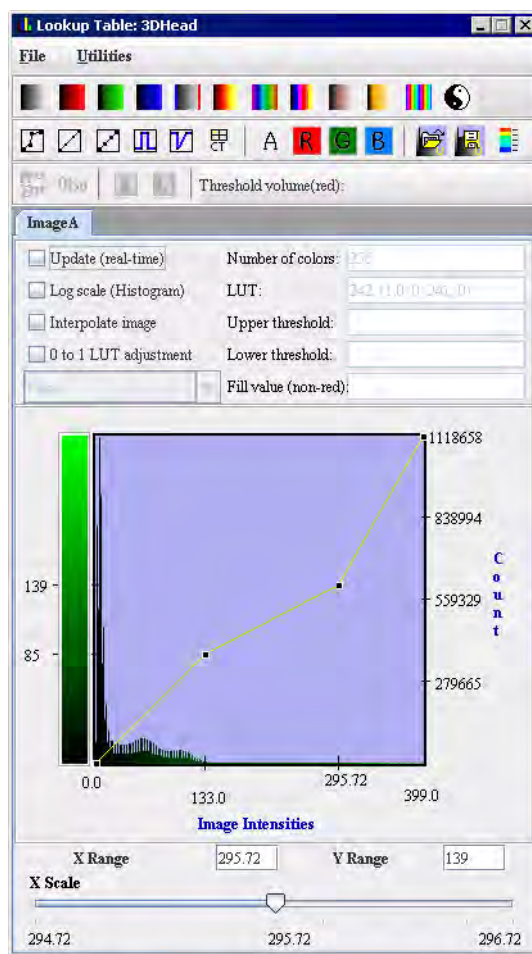 Lookup Table: 3DHead
File Utilities
CT A R G B
Threshold volume(red):
ImageA
Update (real-time) Number of colors: 256
Log scale (Histogram) LUT:
Interpolate image Upper threshold:
0 to 1 LUT adjustment Lower threshold:
Fill value (non-red):
1118658
838994
139 559329
85 279665
Count
0.0 133.0 295.72 399.0
Image Intensities
X Range 295.72 Y Range 139
X Scale
294.72 295.72 296.72